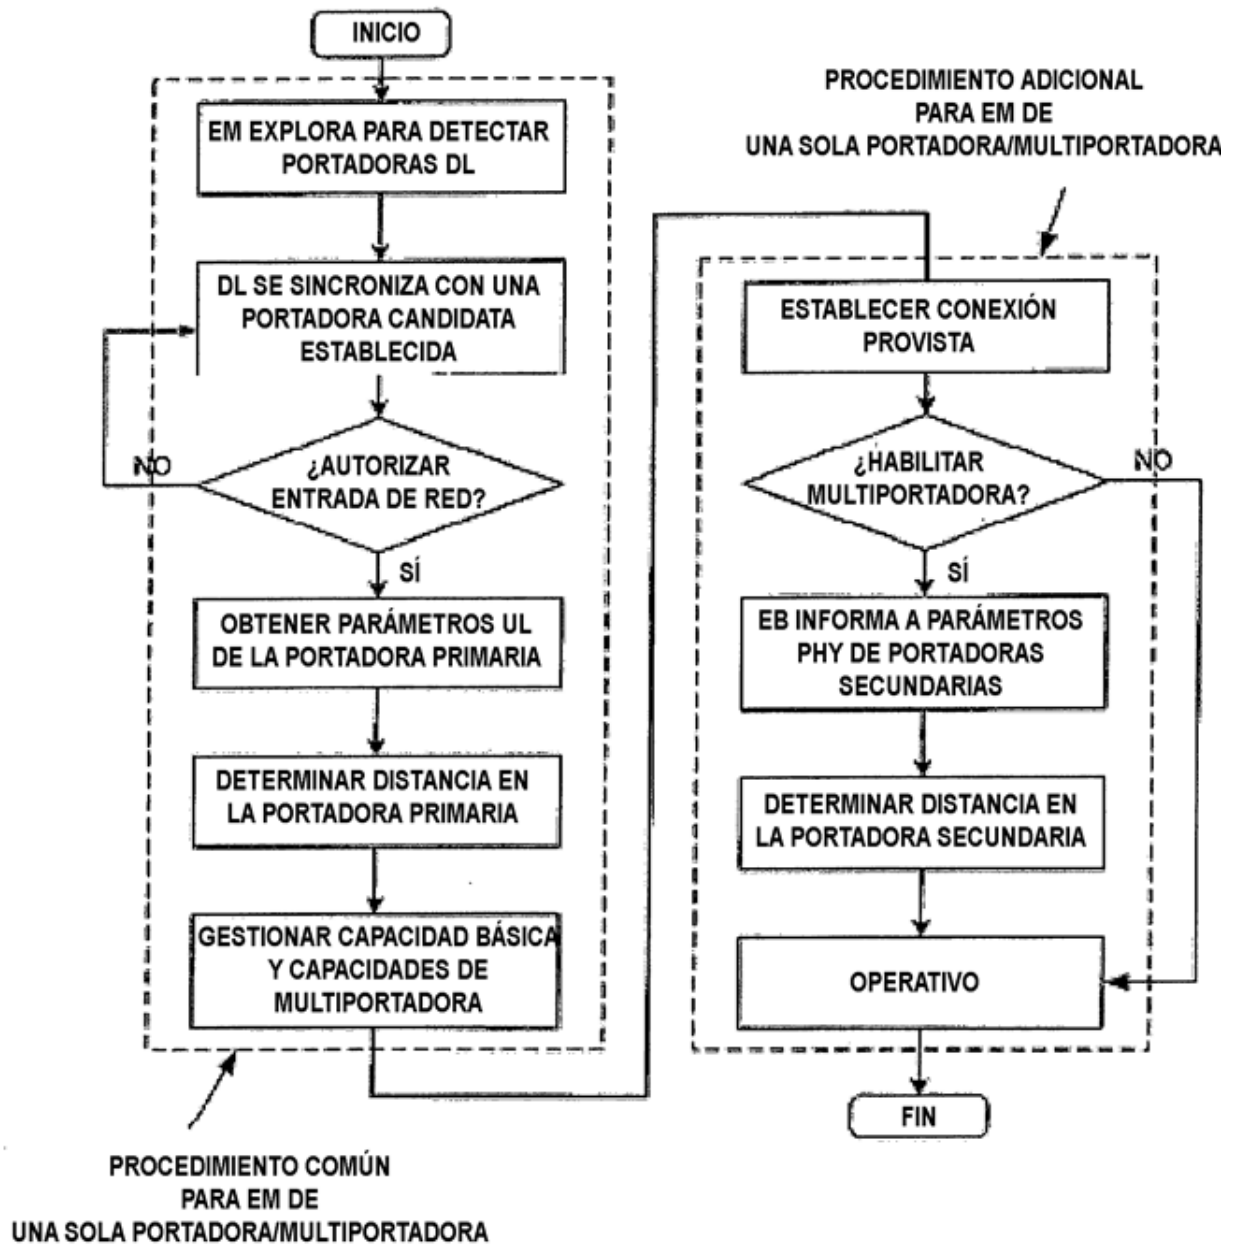 INICIO
EM EXPLORA PARA DETECTAR
PORTADORAS DL
DL SE SINCRONIZA CON UNA
PORTADORA CANDIDATA
ESTABLECIDA
¿AUTORIZAR
ENTRADA DE RED?
NO
SÍ
OBTENER PARÁMETROS UL
DE LA PORTADORA PRIMARIA
DETERMINAR DISTANCIA EN
LA PORTADORA PRIMARIA
GESTIONAR CAPACIDAD BÁSICA
Y CAPACIDADES DE
MULTIPORTADORA
PROCEDIMIENTO COMÚN
PARA EM DE
UNA SOLA PORTADORA/MULTIPORTADORA
PROCEDIMIENTO ADICIONAL
PARA EM DE
UNA SOLA PORTADORA/MULTIPORTADORA
ESTABLECER CONEXIÓN
PROVISTA
¿HABILITAR
MULTIPORTADORA?
NO
SÍ
EB INFORMA A PARÁMETROS
PHY DE PORTADORAS
SECUNDARIAS
DETERMINAR DISTANCIA EN
LA PORTADORA SECUNDARIA
OPERATIVO
FIN